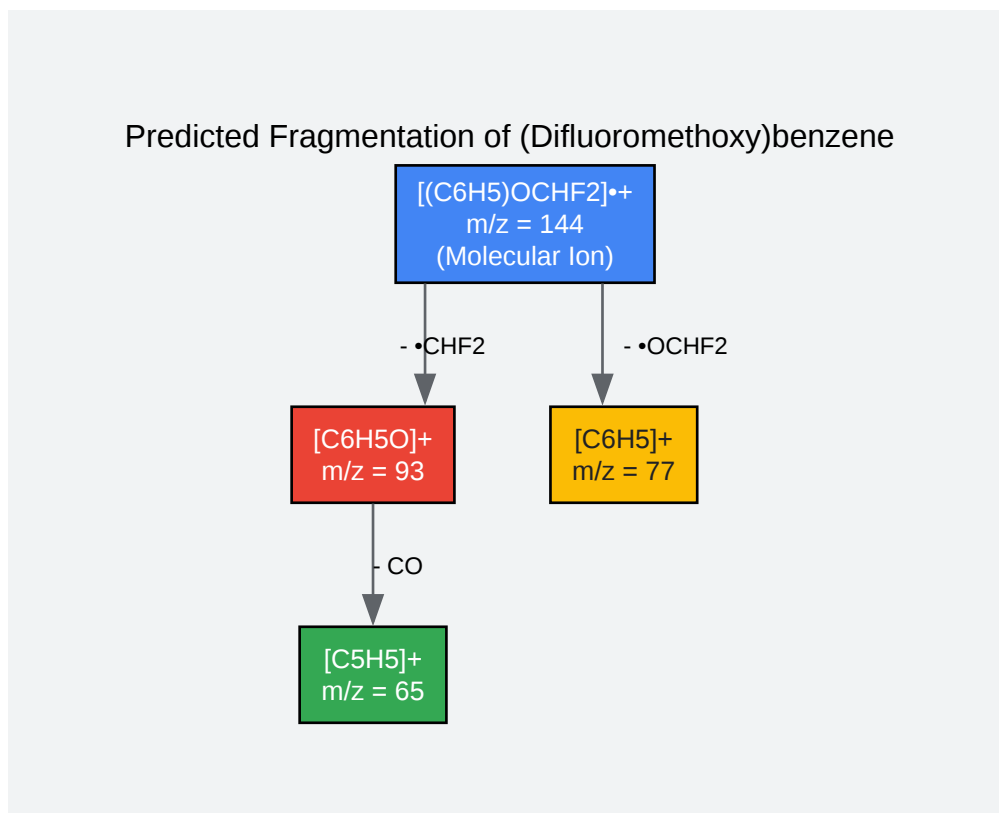 Predicted Fragmentation of (Difluoromethoxy)benzene
[(C6H5)OCHF2]•+
m/z = 144
(Molecular Ion)
- •CHF2
- •OCHF2
[C6H5O]+
m/z = 93
[C6H5]+
m/z = 77
- CO
[C5H5]+
m/z = 65